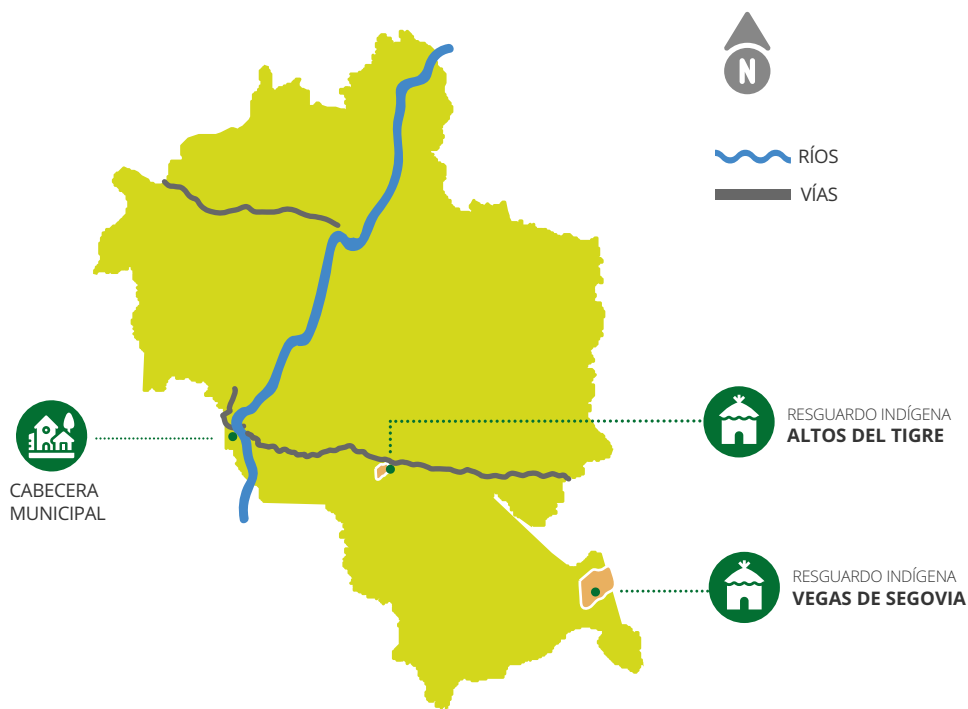 N
RÍOS
VÍAS
RESGUARDO INDÍGENA
ALTOS DEL TIGRE
CABECERA
MUNICIPAL
RESGUARDO INDÍGENA
VEGAS DE SEGOVIA